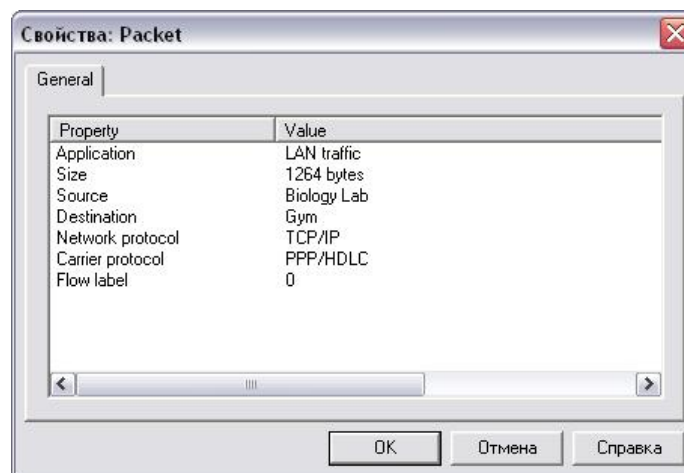 Свойства: Packet
General
Property Value
Application LAN traffic
Size 1264 bytes
Source Biology Lab
Destination Gym
Network protocol TCP/IP
Carrier protocol PPP/HDLC
Flow label 0
OK Отмена Справка